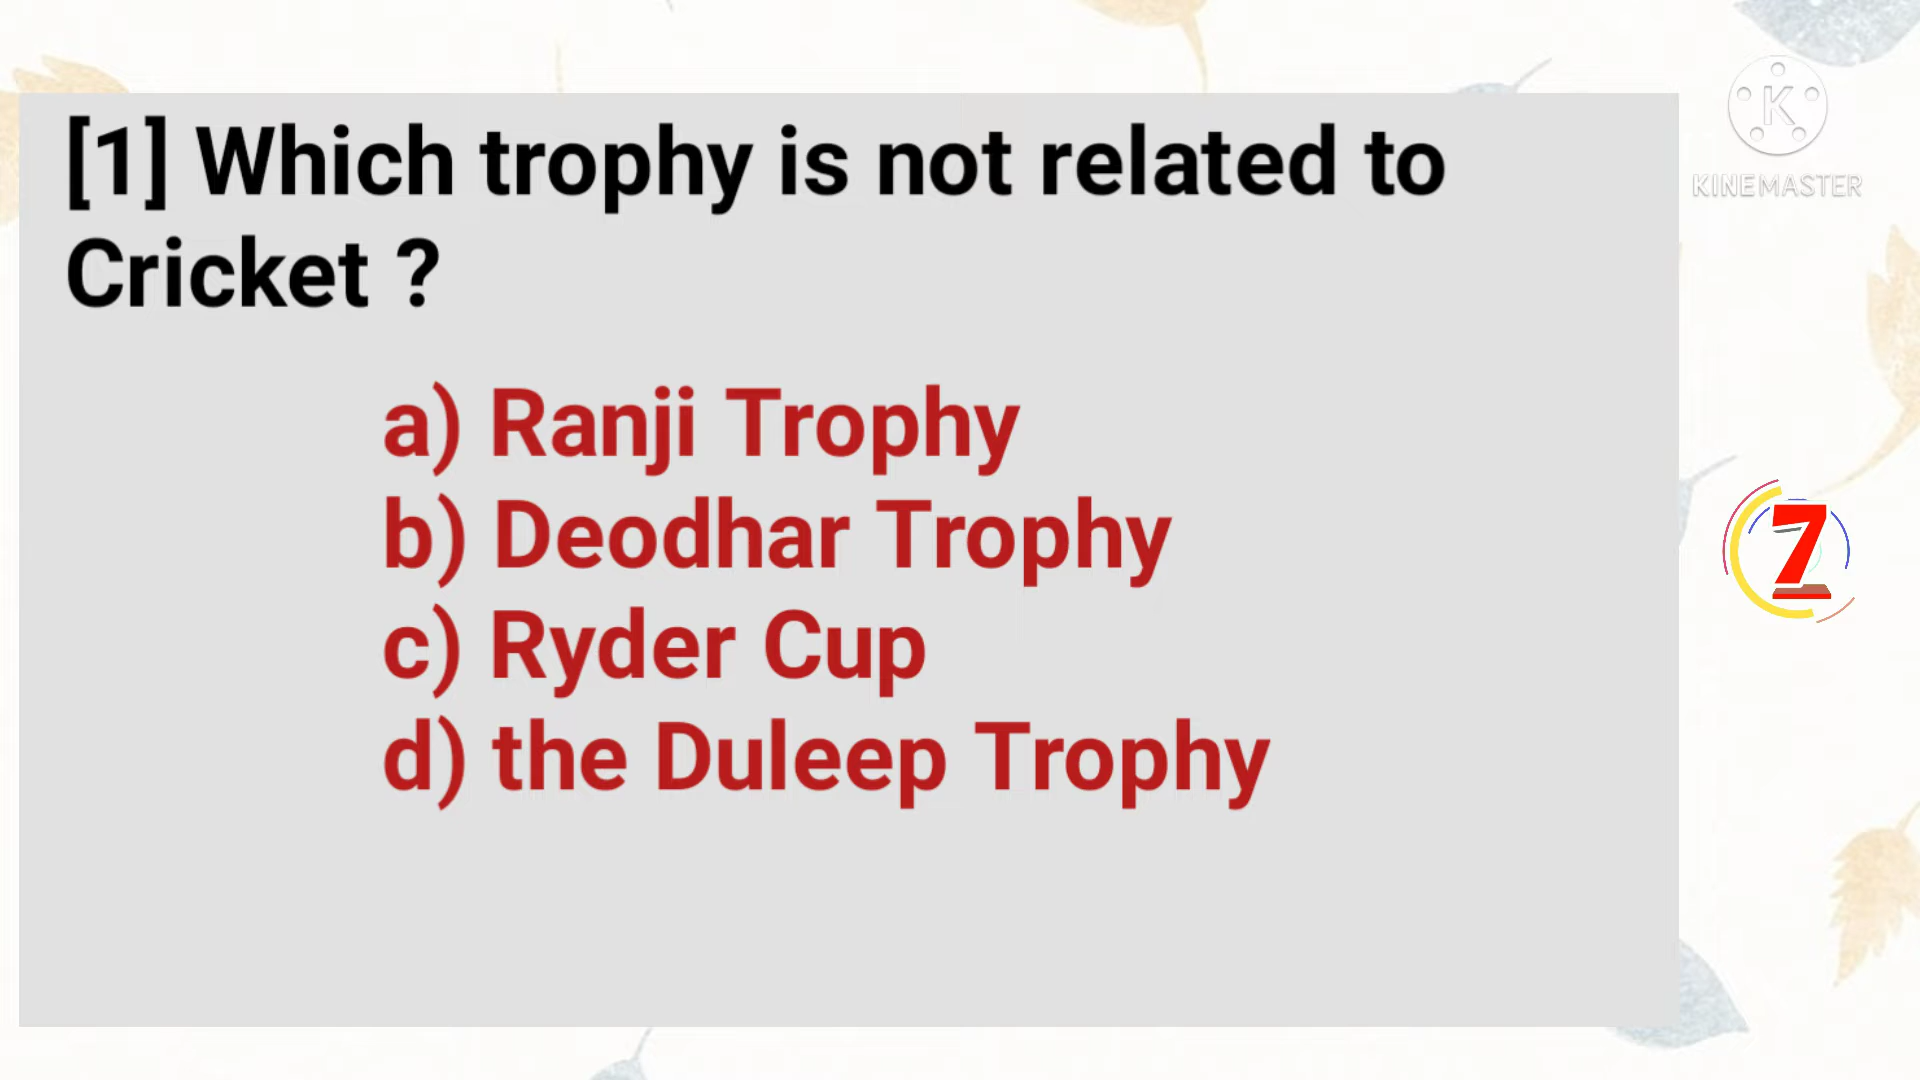 [1] Which trophy is not related to
Cricket ?
a) Ranji Trophy
b) Deodhar Trophy
c) Ryder Cup
d) the Duleep Trophy
K
KINEMASTER
7